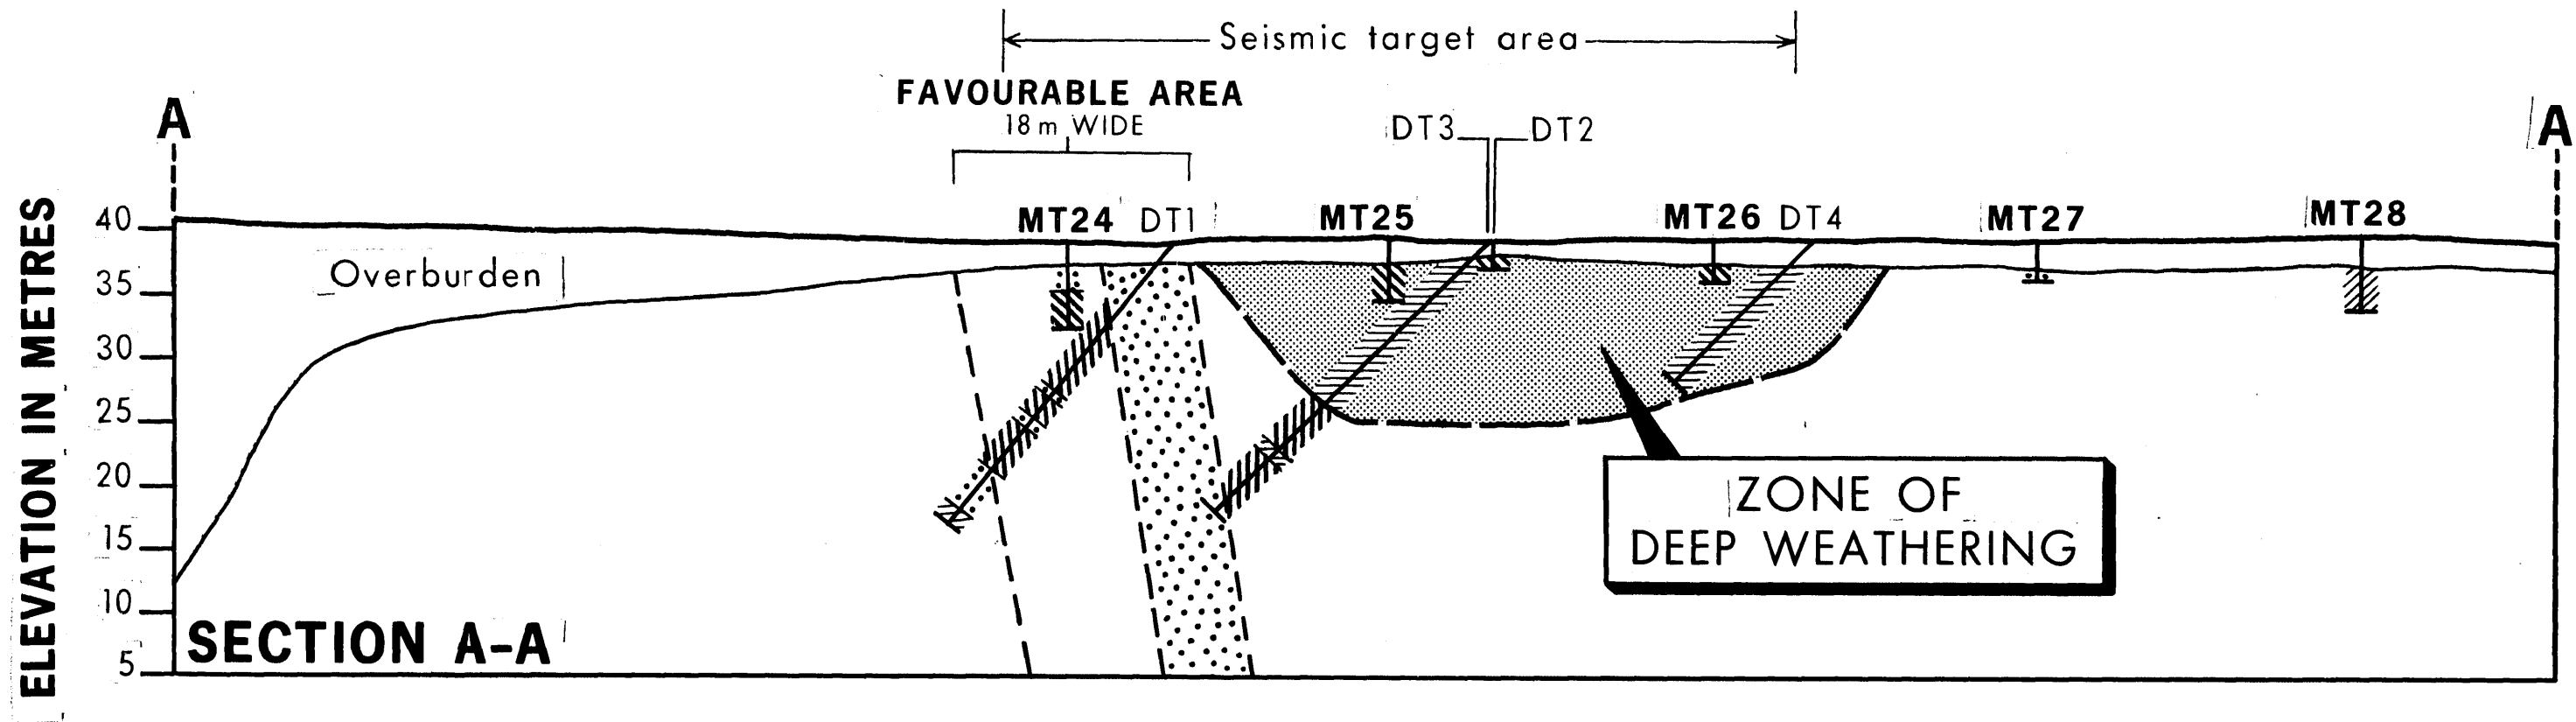 Seismic target area
FAVOURABLE AREA
18 m WIDE
A
DT3 DT2
A
MT24 DT1 MT25 MT26 DT4 MT27 MT28
ELEVATION IN METRES
40
35
30
25
20
15
10
5
Overburden
ZONE OF
DEEP WEATHERING
SECTION A-A